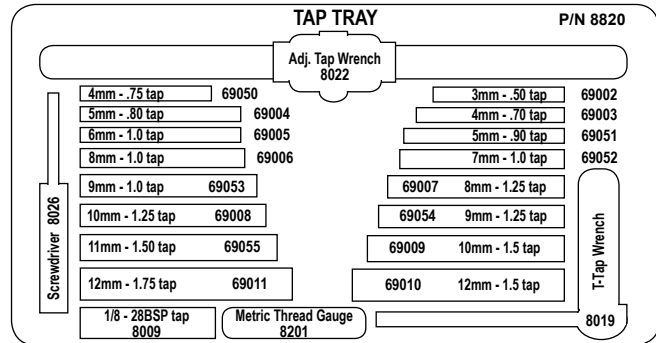 TAP TRAY
P/N 8820
Adj. Tap Wrench
8022
4mm - .75 tap 69050
3mm - .50 tap 69002
5mm - .80 tap 69004
4mm - .70 tap 69003
6mm - 1.0 tap 69005
5mm - .90 tap 69051
8mm - 1.0 tap 69006
7mm - 1.0 tap 69052
9mm - 1.0 tap 69053
69007 8mm - 1.25 tap
10mm - 1.25 tap 69008
69054 9mm - 1.25 tap
11mm - 1.50 tap 69055
69009 10mm - 1.5 tap
12mm - 1.75 tap 69011
69010 12mm - 1.5 tap
Screwdriver 8026
T-Tap Wrench
8019
1/8 - 28BSP tap
8009
Metric Thread Gauge
8201